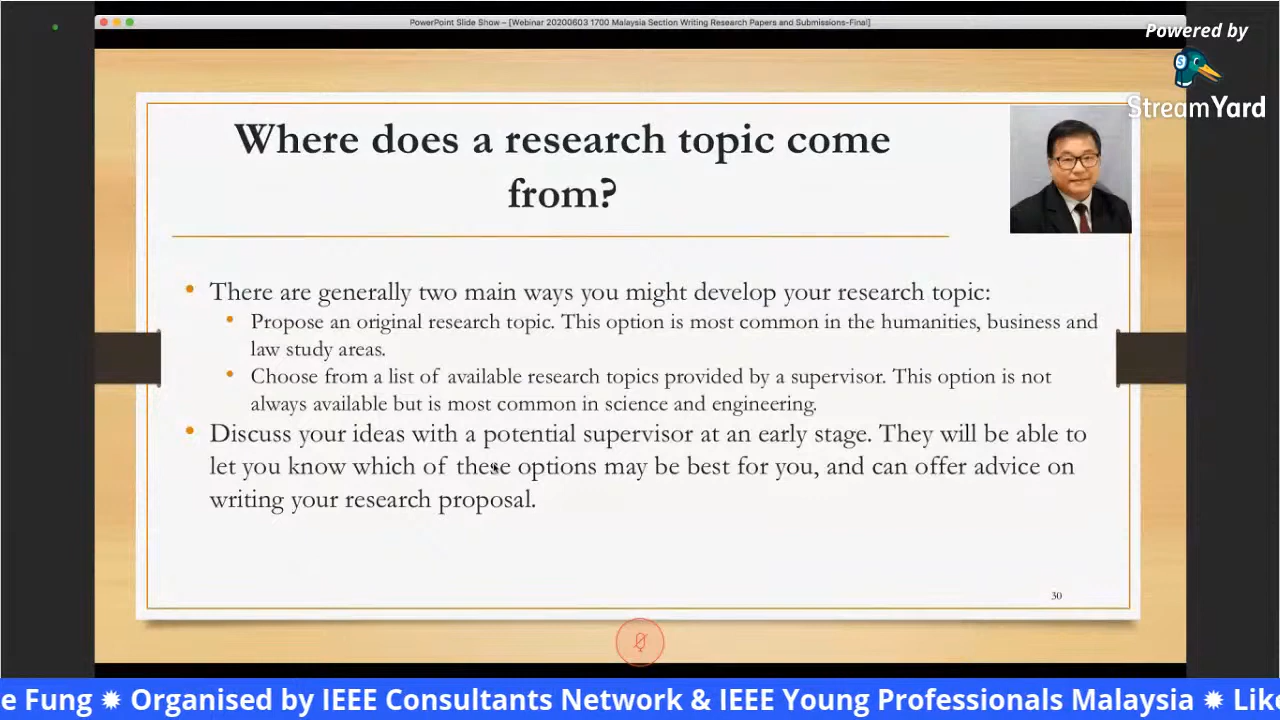 PowerPoint Slide Show – [Webinar 20200603 1700 Malaysia Section Writing Research Papers and Submissions-Final]
Powered by
S
StreamYard
Where does a research topic come
from?
• There are generally two main ways you might develop your research topic:
• Propose an original research topic. This option is most common in the humanities, business and
law study areas.
• Choose from a list of available research topics provided by a supervisor. This option is not
always available but is most common in science and engineering.
• Discuss your ideas with a potential supervisor at an early stage. They will be able to
let you know which of these options may be best for you, and can offer advice on
writing your research proposal.
30
e Fung ✹ Organised by IEEE Consultants Network & IEEE Young Professionals Malaysia ✹ Lik